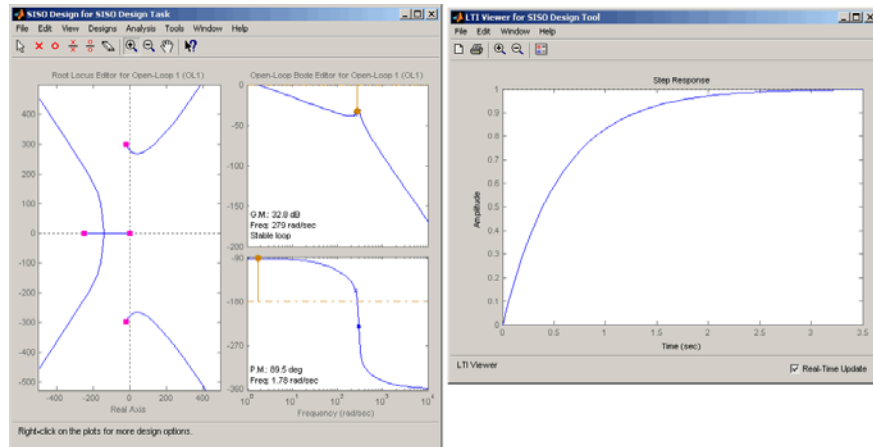 SISO Design for SISO Design Task
File Edit View Designs Analysis Tools Window Help
Root Locus Editor for Open-Loop 1 (OL1)
500
400
300
200
100
0
-100
-200
-300
-400
-500
-400 -200 0 200 400
Real Axis
Open-Loop Bode Editor for Open-Loop 1 (OL1)
0
-50
-100
-150
-200
G.M.: 32.8 dB
Freq: 279 rad/sec
Stable loop
-90
-180
-270
-360
P.M.: 89.5 deg
Freq: 1.78 rad/sec
10^0 10^1 10^2 10^3 10^4
Frequency (rad/sec)
Right-click on the plots for more design options.
LTI Viewer for SISO Design Tool
File Edit Window Help
Step Response
1
0.9
0.8
0.7
0.6
0.5
0.4
0.3
0.2
0.1
0
Amplitude
0 0.5 1 1.5 2 2.5 3 3.5
Time (sec)
LTI Viewer
Real-Time Update